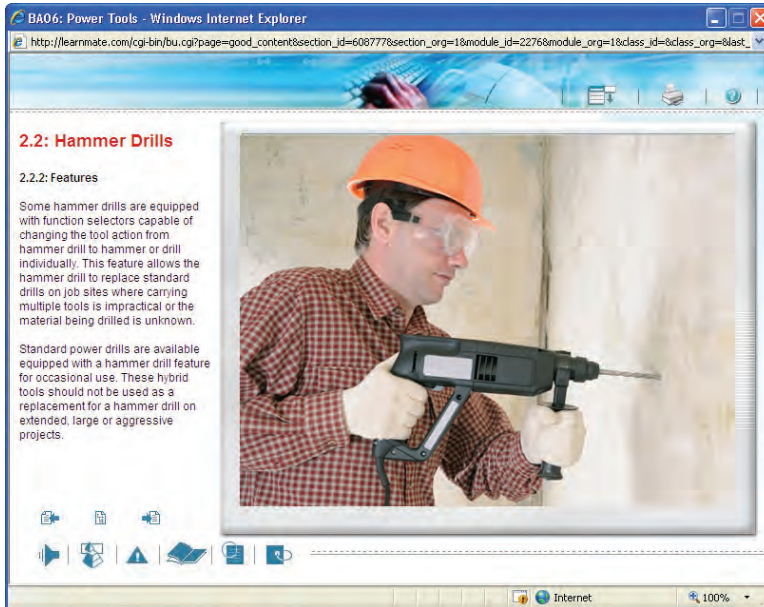 BA06: Power Tools - Windows Internet Explorer
http://learnmate.com/cgi-bin/bu.cgi?page=good_content&section_id=608777&section_org=1&module_id=2276&module_org=1&class_id=&class_org=&last_
2.2: Hammer Drills
2.2.2: Features
Some hammer drills are equipped
with function selectors capable of
changing the tool action from
hammer drill to hammer or drill
individually. This feature allows the
hammer drill to replace standard
drills on job sites where carrying
multiple tools is impractical or the
material being drilled is unknown.
Standard power drills are available
equipped with a hammer drill feature
for occasional use. These hybrid
tools should not be used as a
replacement for a hammer drill on
extended, large or aggressive
projects.
Internet
100%